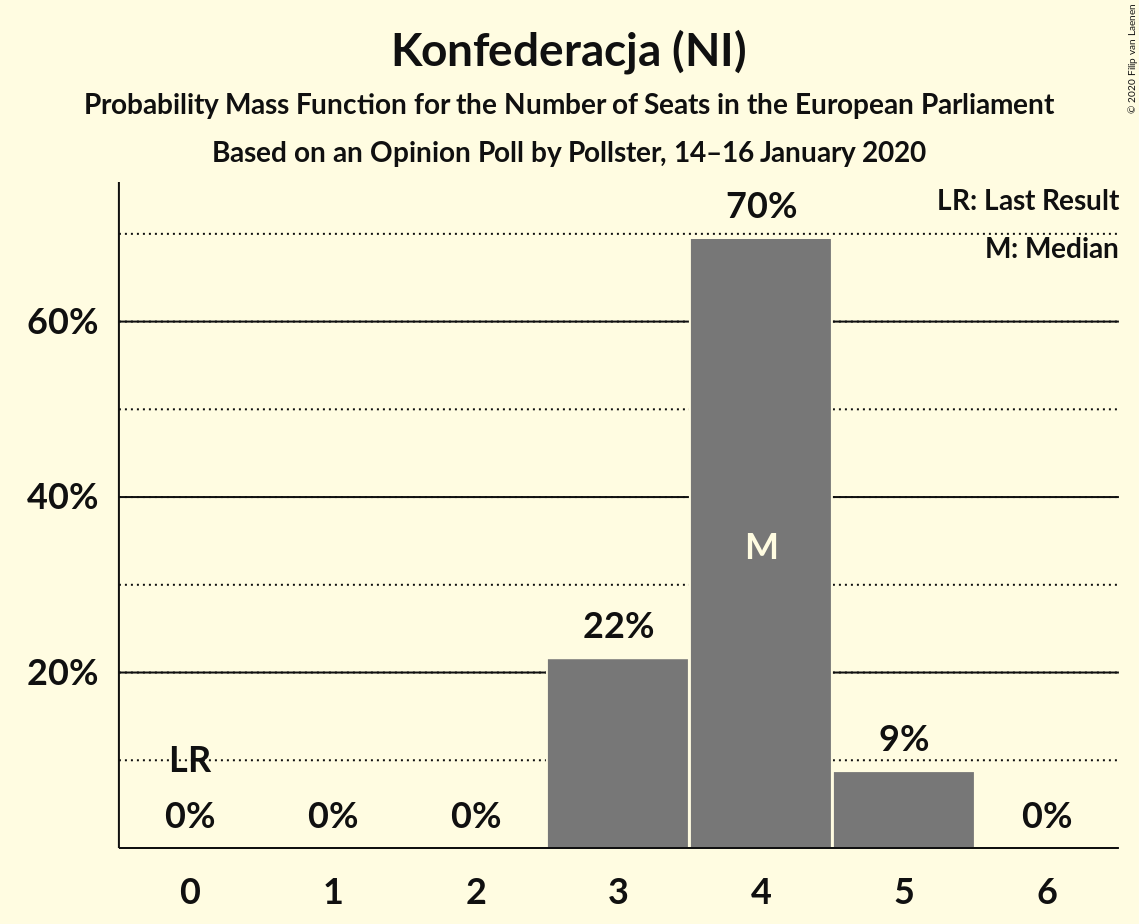 Konfederacja (NI)
Probability Mass Function for the Number of Seats in the European Parliament
Based on an Opinion Poll by Pollster, 14–16 January 2020
© 2020 Filip van Laenen
LR: Last Result
M: Median
70%
60%
40%
M
22%
20%
9%
LR
0%
0%
0%
0%
0 1 2 3 4 5 6